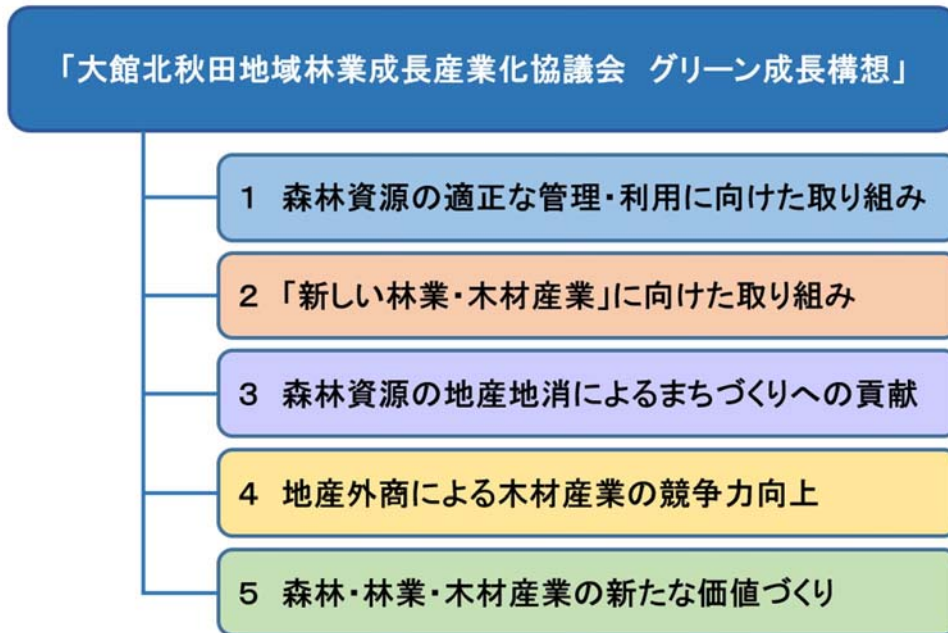 「大館北秋田地域林業成長産業化協議会　グリーン成長構想」
１　森林資源の適正な管理・利用に向けた取り組み
２　「新しい林業・木材産業」に向けた取り組み
３　森林資源の地産地消によるまちづくりへの貢献
４　地産外商による木材産業の競争力向上
５　森林・林業・木材産業の新たな価値づくり